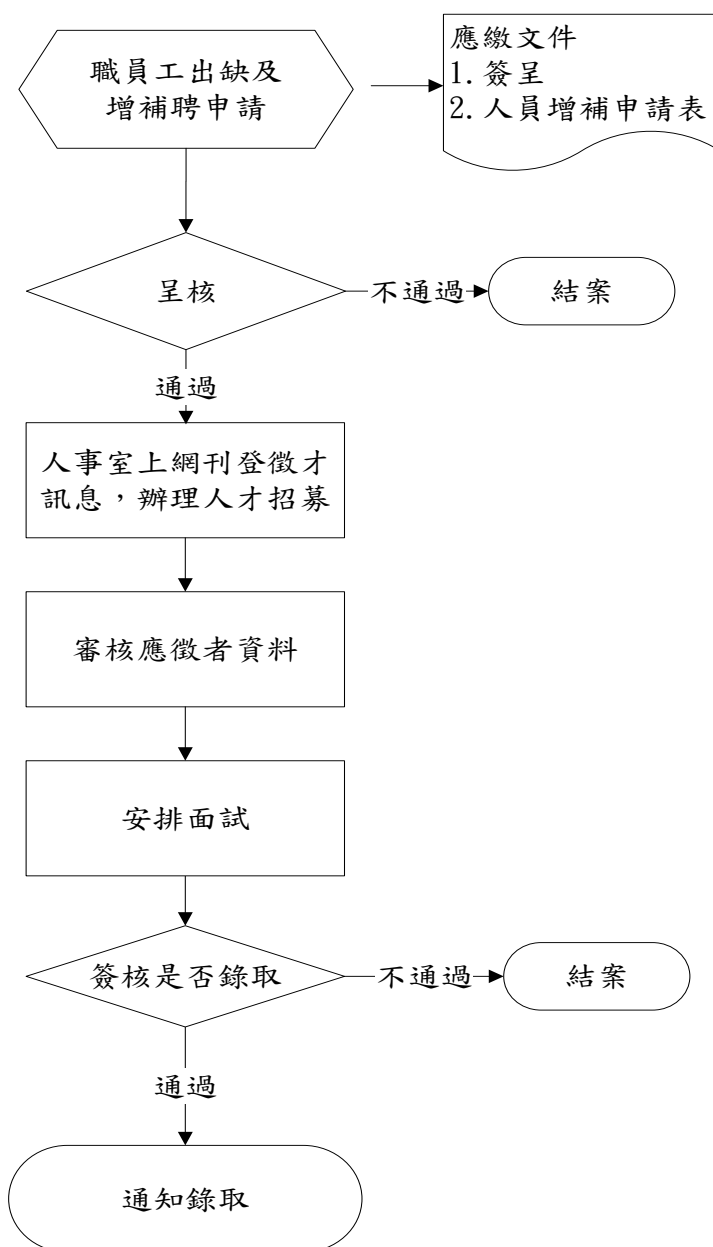 職員工出缺及
增補聘申請
應繳文件
1. 簽呈
2. 人員增補申請表
呈核
不通過
結案
通過
人事室上網刊登徵才
訊息，辦理人才招募
審核應徵者資料
安排面試
簽核是否錄取
不通過
結案
通過
通知錄取